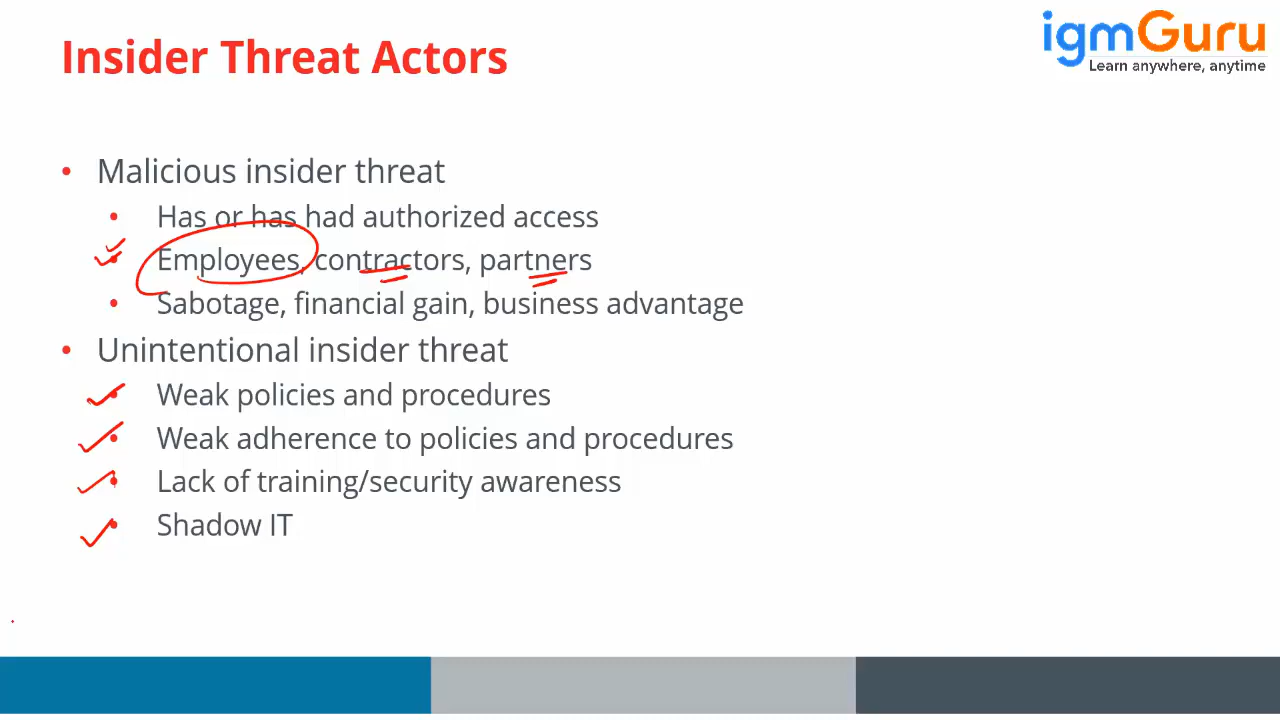 Insider Threat Actors
igmGuru
Learn anywhere, anytime
• Malicious insider threat
• Has or has had authorized access
• Employees, contractors, partners
• Sabotage, financial gain, business advantage
• Unintentional insider threat
• Weak policies and procedures
• Weak adherence to policies and procedures
• Lack of training/security awareness
• Shadow IT